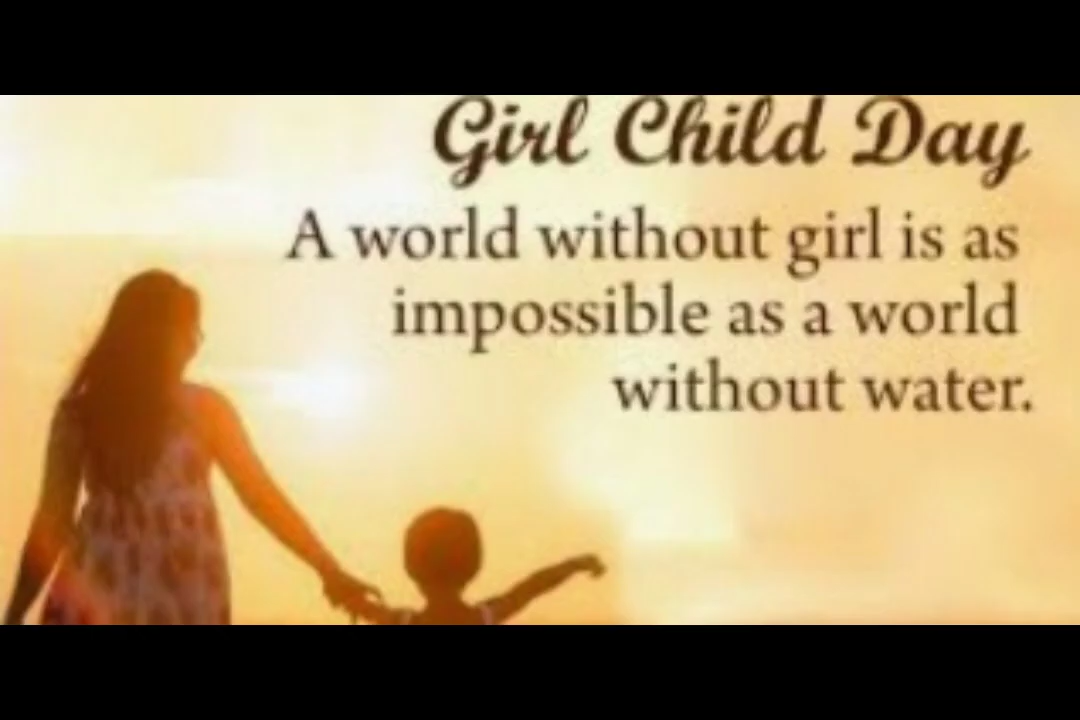 Girl Child Day
A world without girl is as
impossible as a world
without water.